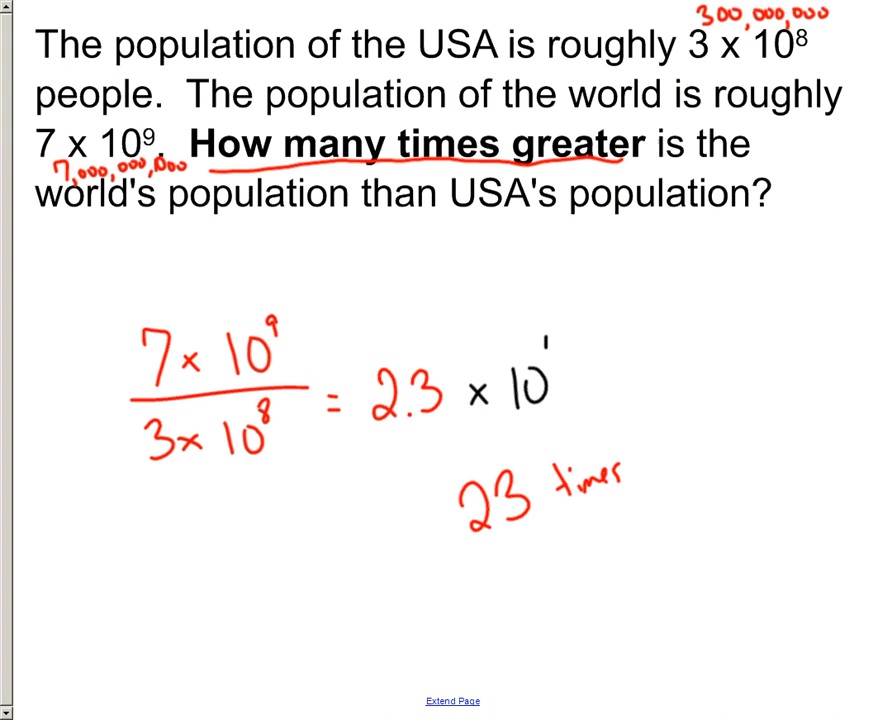 300,000,000
The population of the USA is roughly 3 x 10⁸
people.  The population of the world is roughly
7 x 10⁹.  How many times greater is the
7,000,000,000
world's population than USA's population?
7 x 10⁹
3 x 10⁸
= 2.3 x 10¹
23 times
Extend Page